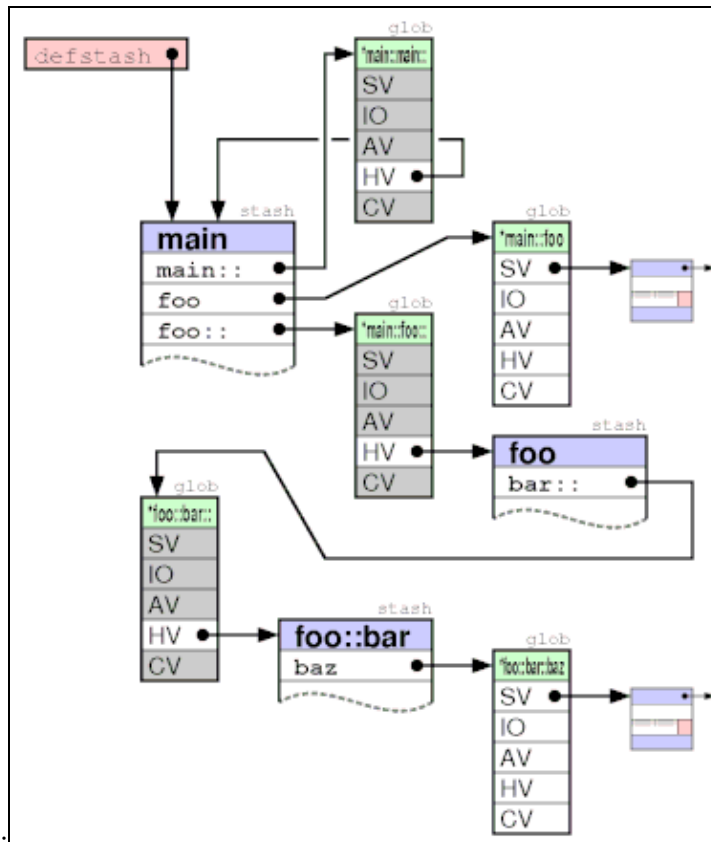 defstash
glob
*main::main::
SV
IO
AV
HV
CV
stash
main
main::
foo
foo::
glob
*main::foo
SV
IO
AV
HV
CV
glob
*main::foo::
SV
IO
AV
HV
CV
stash
foo
bar::
glob
*foo::bar::
SV
IO
AV
HV
CV
stash
foo::bar
baz
glob
*foo::bar::baz
SV
IO
AV
HV
CV
.